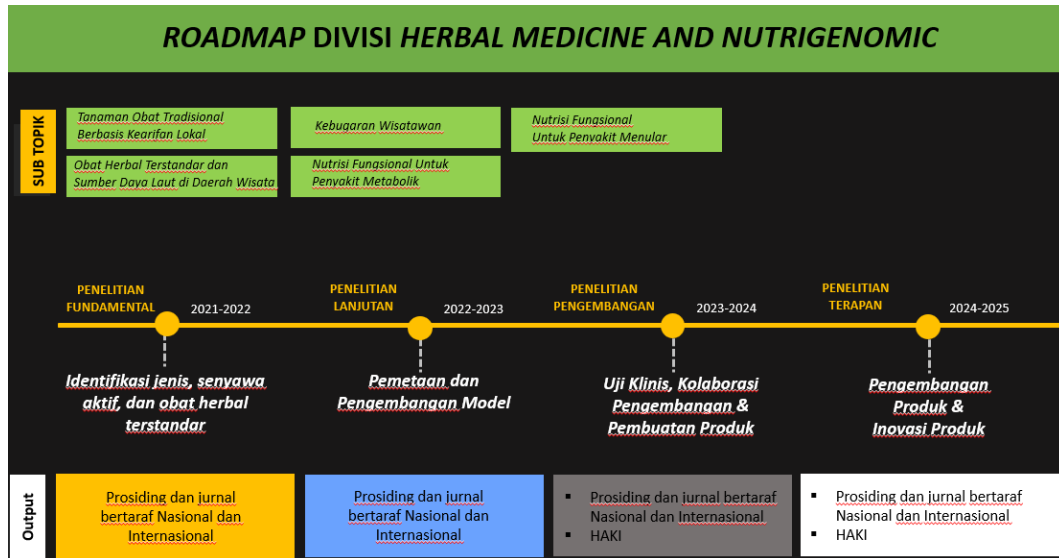 ROADMAP DIVISI HERBAL MEDICINE AND NUTRIGENOMIC
SUB TOPIK
Tanaman Obat Tradisional
Berbasis Kearifan Lokal
Kebugaran Wisatawan
Nutrisi Fungsional
Untuk Penyakit Menular
Obat Herbal Terstandar dan
Sumber Daya Laut di Daerah Wisata
Nutrisi Fungsional Untuk
Penyakit Metabolik
PENELITIAN
FUNDAMENTAL
2021-2022
PENELITIAN
LANJUTAN
2022-2023
PENELITIAN
PENGEMBANGAN
2023-2024
PENELITIAN
TERAPAN
2024-2025
Identifikasi jenis, senyawa
aktif, dan obat herbal
terstandar
Pemetaan dan
Pengembangan Model
Uji Klinis, Kolaborasi
Pengembangan &
Pembuatan Produk
Pengembangan
Produk &
Inovasi Produk
Output
Prosiding dan jurnal
bertaraf Nasional dan
Internasional
Prosiding dan jurnal
bertaraf Nasional dan
Internasional
▪ Prosiding dan jurnal bertaraf
Nasional dan Internasional
▪ HAKI
▪ Prosiding dan jurnal bertaraf
Nasional dan Internasional
▪ HAKI